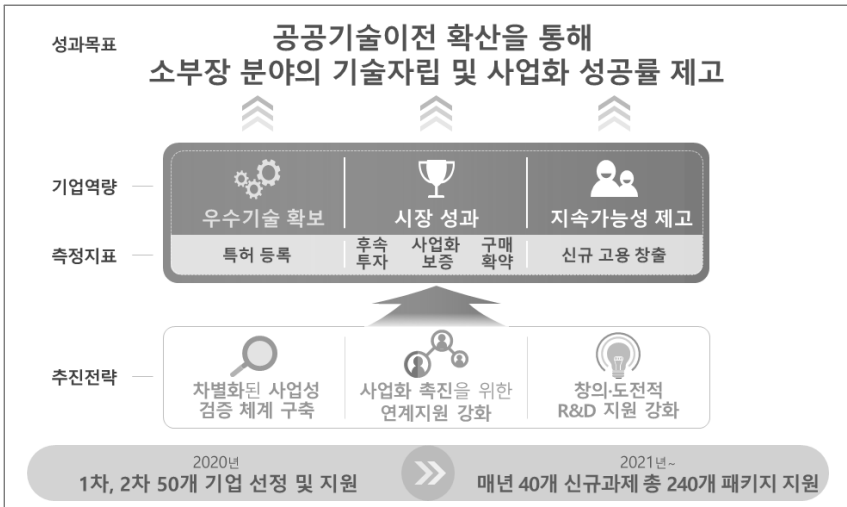 성과목표
공공기술이전 확산을 통해
소부장 분야의 기술자립 및 사업화 성공률 제고
기업역량
우수기술 확보
시장 성과
지속가능성 제고
측정지표
특허 등록
후속
투자
사업화
보증
구매
확약
신규 고용 창출
추진전략
차별화된 사업성
검증 체계 구축
사업화 촉진을 위한
연계지원 강화
창의·도전적
R&D 지원 강화
2020년
1차, 2차 50개 기업 선정 및 지원
2021년~
매년 40개 신규과제 총 240개 패키지 지원